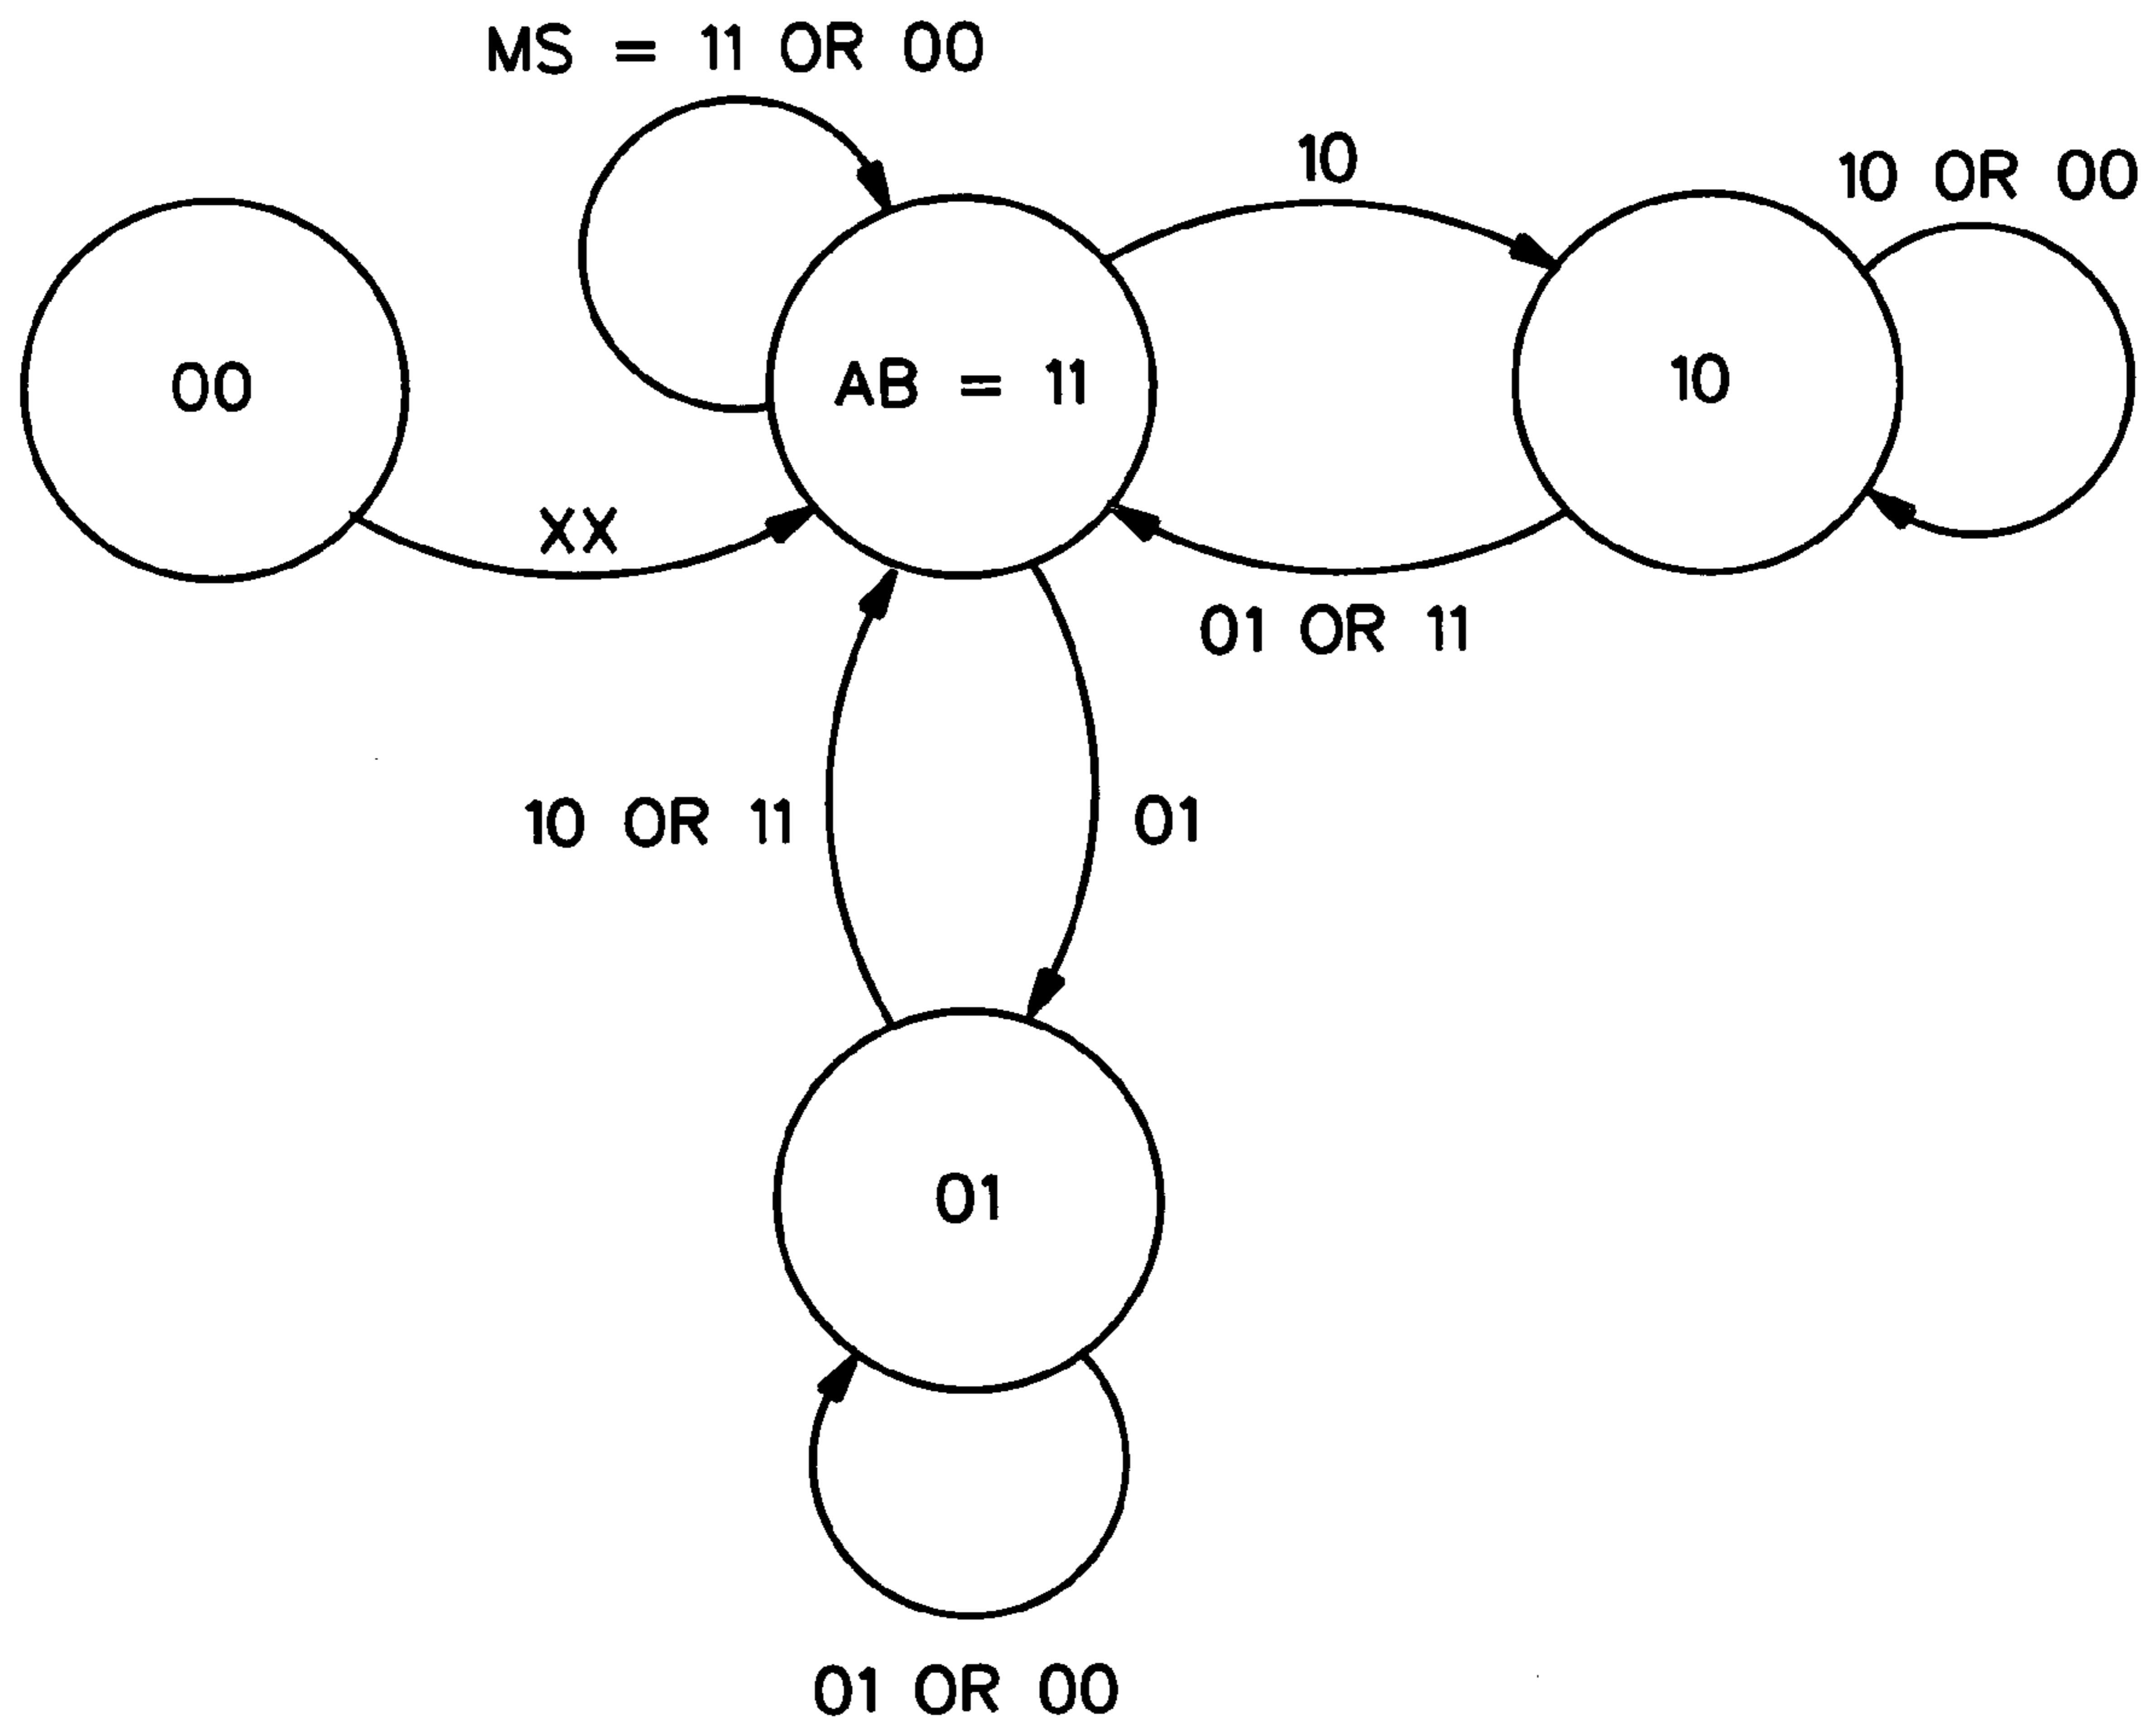 MS = 11 OR 00
10
10 OR 00
00
AB = 11
10
XX
01 OR 11
10 OR 11
01
01
01 OR 00